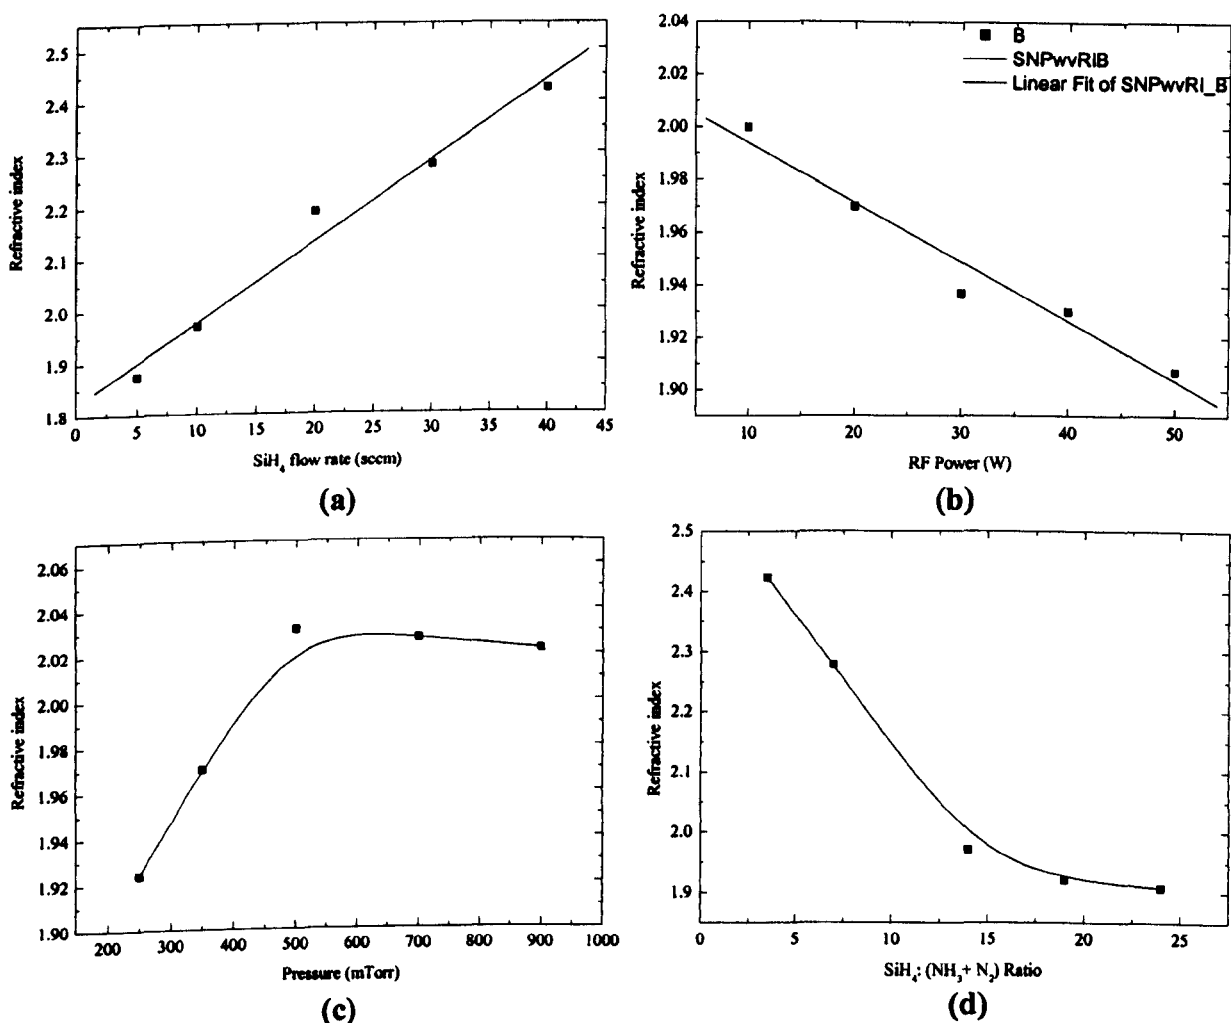 2.5
2.4
2.3
2.2
2.1
2.0
1.9
1.8
Refractive index
0 5 10 15 20 25 30 35 40 45
SiH₄ flow rate (sccm)
(a)
2.04
2.02
2.00
1.98
1.96
1.94
1.92
1.90
Refractive index
B
SNPwvRIB
Linear Fit of SNPwvRI_B
10 20 30 40 50
RF Power (W)
(b)
2.06
2.04
2.02
2.00
1.98
1.96
1.94
1.92
1.90
Refractive index
200 300 400 500 600 700 800 900 1000
Pressure (mTorr)
(c)
2.5
2.4
2.3
2.2
2.1
2.0
1.9
Refractive index
0 5 10 15 20 25
SiH₄: (NH₃+ N₂) Ratio
(d)